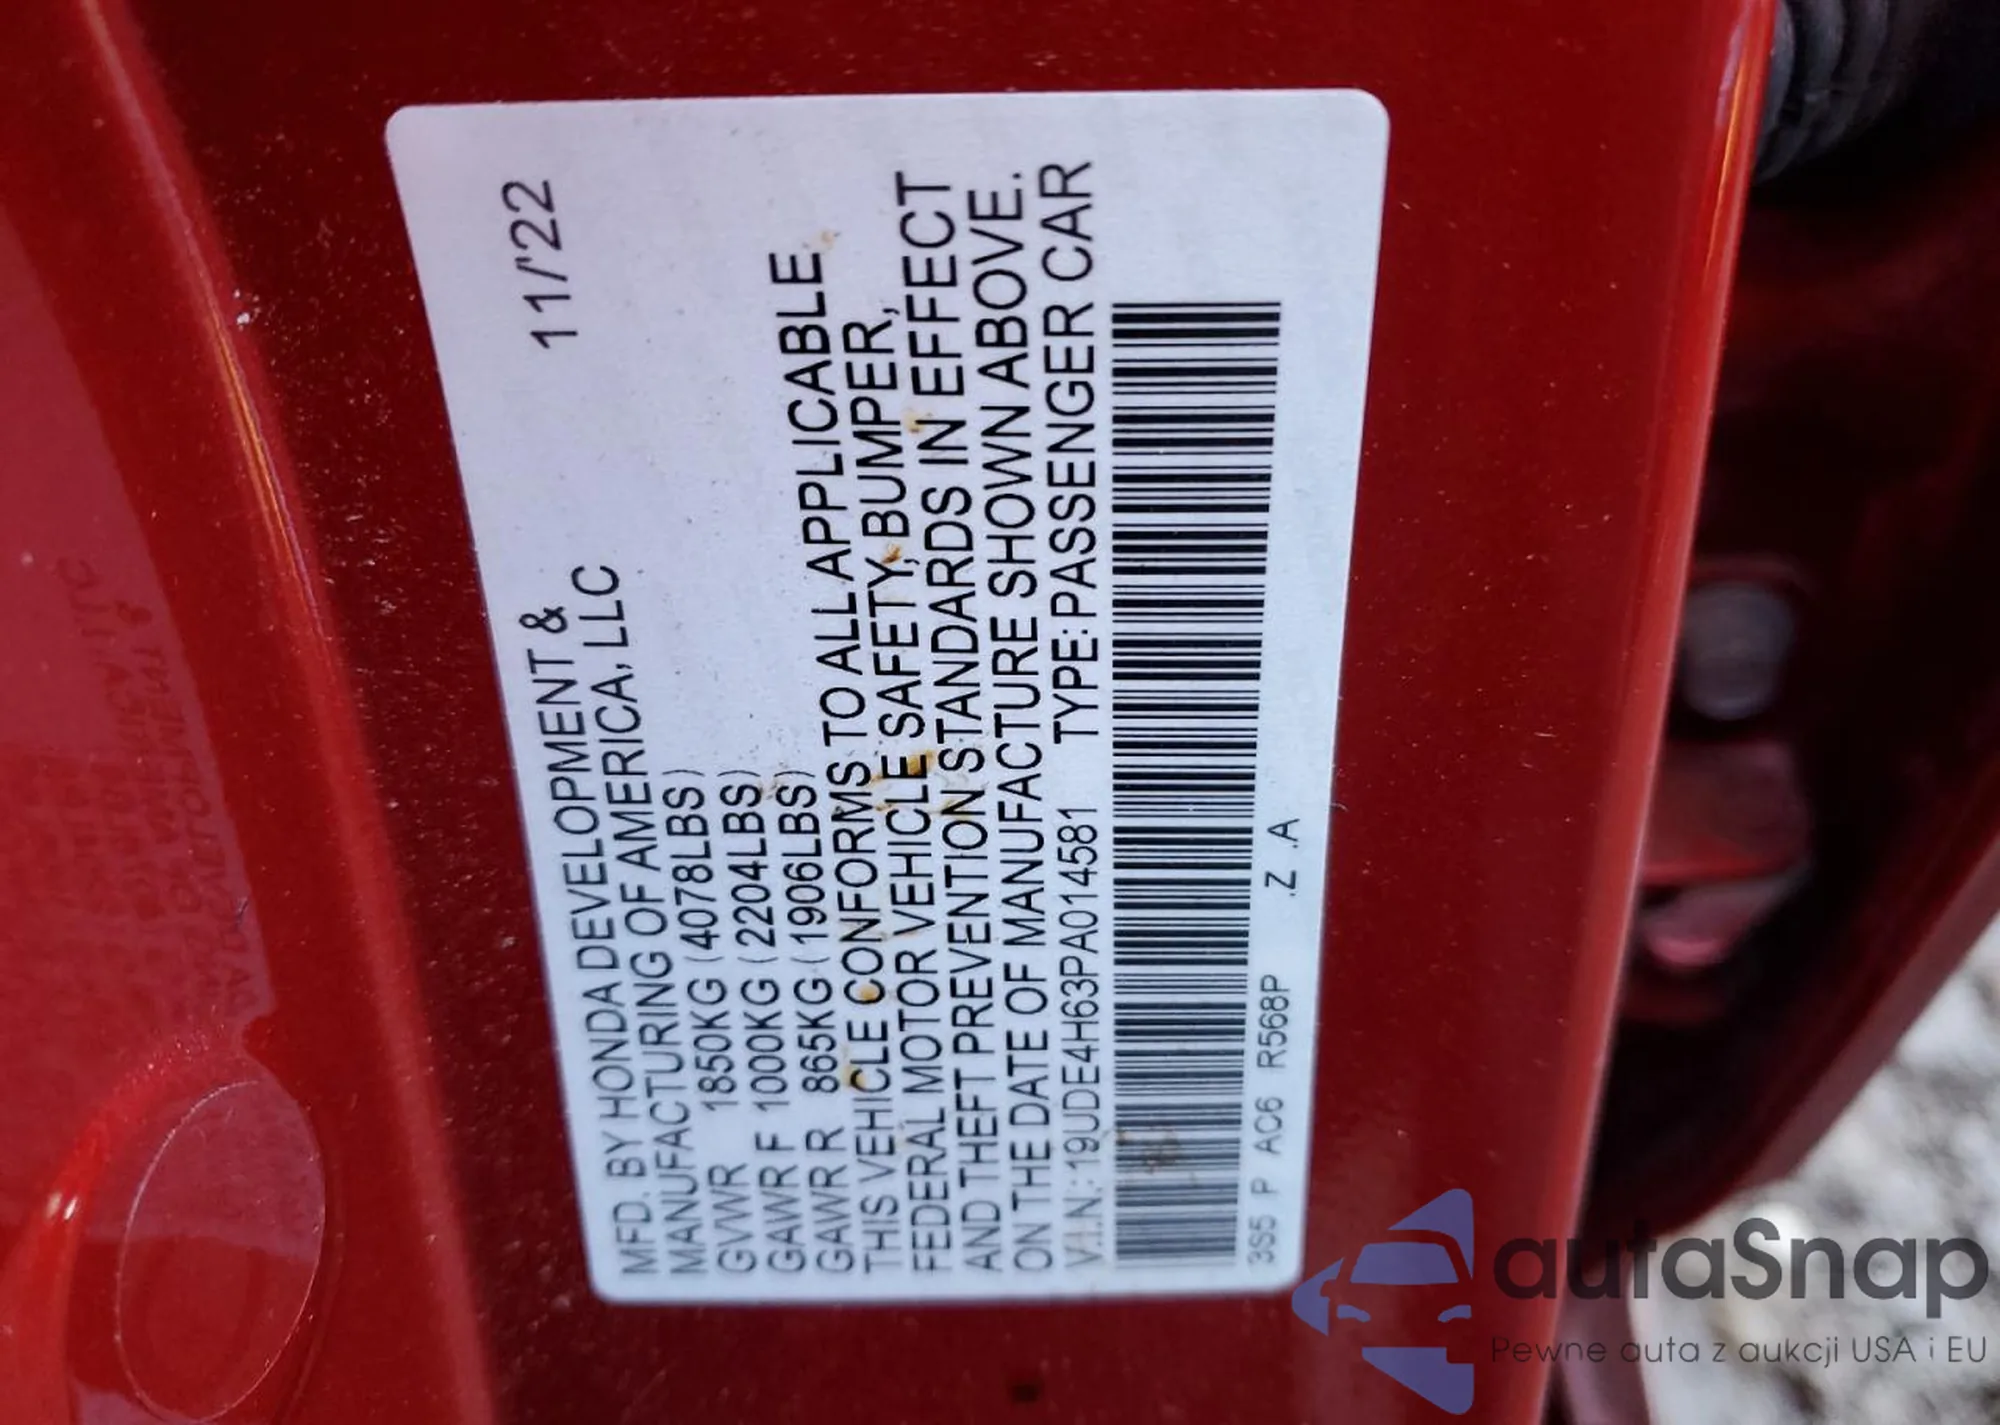 MFD. BY HONDA DEVELOPMENT & 11/'22
MANUFACTURING OF AMERICA, LLC
GVWR 1850KG (4078LBS)
GAWR F 1000KG (2204LBS)
GAWR R 865KG (1906LBS)
THIS VEHICLE CONFORMS TO ALL APPLICABLE
FEDERAL MOTOR VEHICLE SAFETY, BUMPER,
AND THEFT PREVENTION STANDARDS IN EFFECT
ON THE DATE OF MANUFACTURE SHOWN ABOVE.
V.I.N.: 19UDE4H63PA014581 TYPE: PASSENGER CAR
3S5 P AC6 R568P .Z .A
autaSnap
Pewne auta z aukcji USA i EU